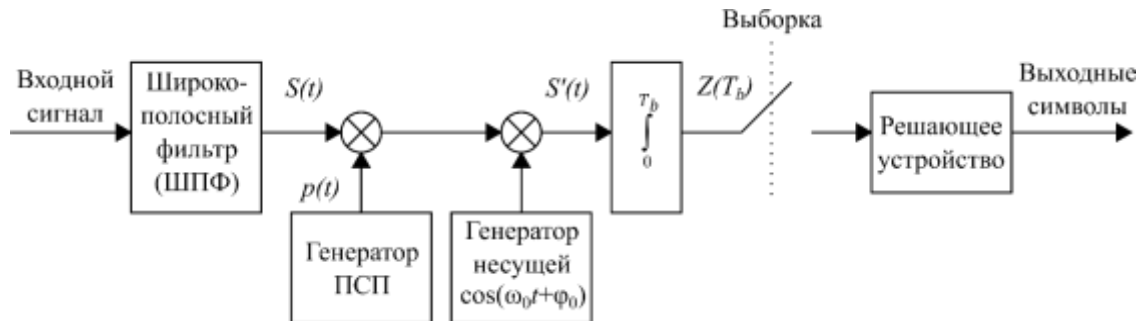 Выборка
Входной
сигнал
Широко-
полосный
фильтр
(ШПФ)
S(t)
p(t)
Генератор
ПСП
Генератор
несущей
cos(ω₀t+φ₀)
S'(t)
T_b
∫
0
Z(T_b)
Решающее
устройство
Выходные
символы